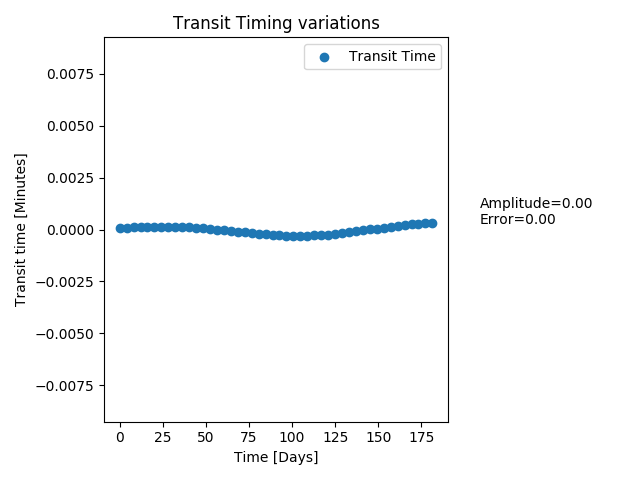 Transit Timing variations
Transit Time
0.0075
0.0050
0.0025
0.0000
−0.0025
−0.0050
−0.0075
Transit time [Minutes]
Amplitude=0.00
Error=0.00
0 25 50 75 100 125 150 175
Time [Days]